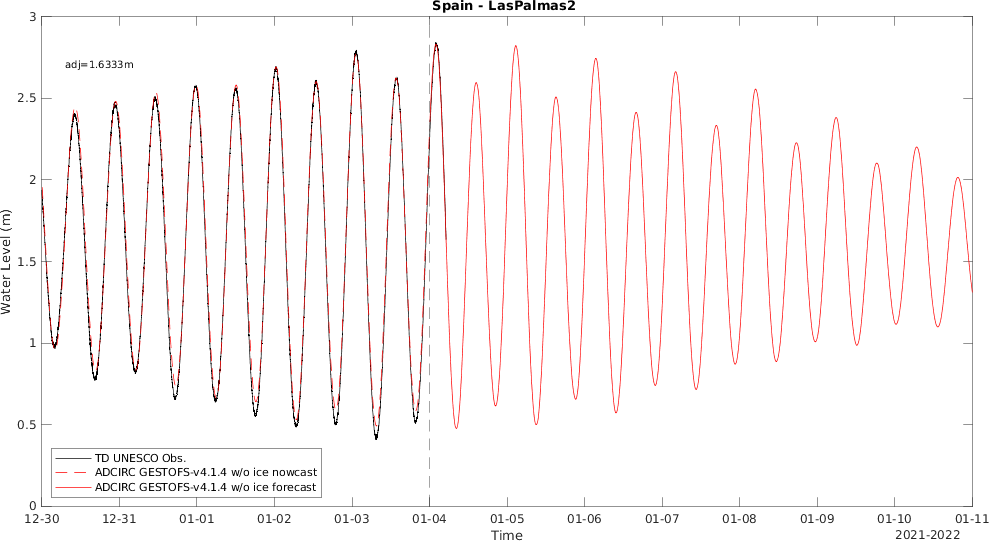 Spain - LasPalmas2
adj=1.6333m
3
2.5
2
1.5
1
0.5
0
Water Level (m)
TD UNESCO Obs.
ADCIRC GESTOFS-v4.1.4 w/o ice nowcast
ADCIRC GESTOFS-v4.1.4 w/o ice forecast
12-30 12-31 01-01 01-02 01-03 01-04 01-05 01-06 01-07 01-08 01-09 01-10 01-11
Time
2021-2022